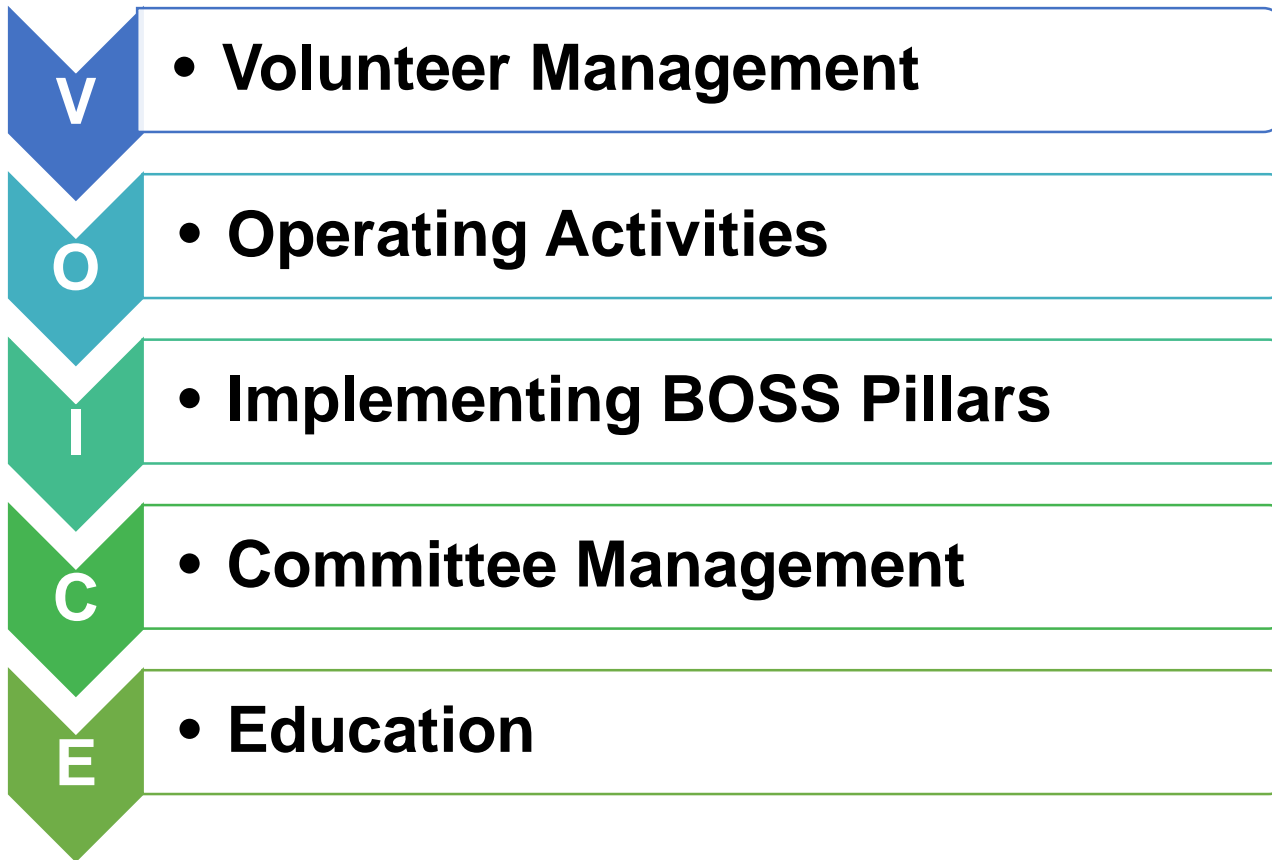 V
• Volunteer Management
O
• Operating Activities
I
• Implementing BOSS Pillars
C
• Committee Management
E
• Education